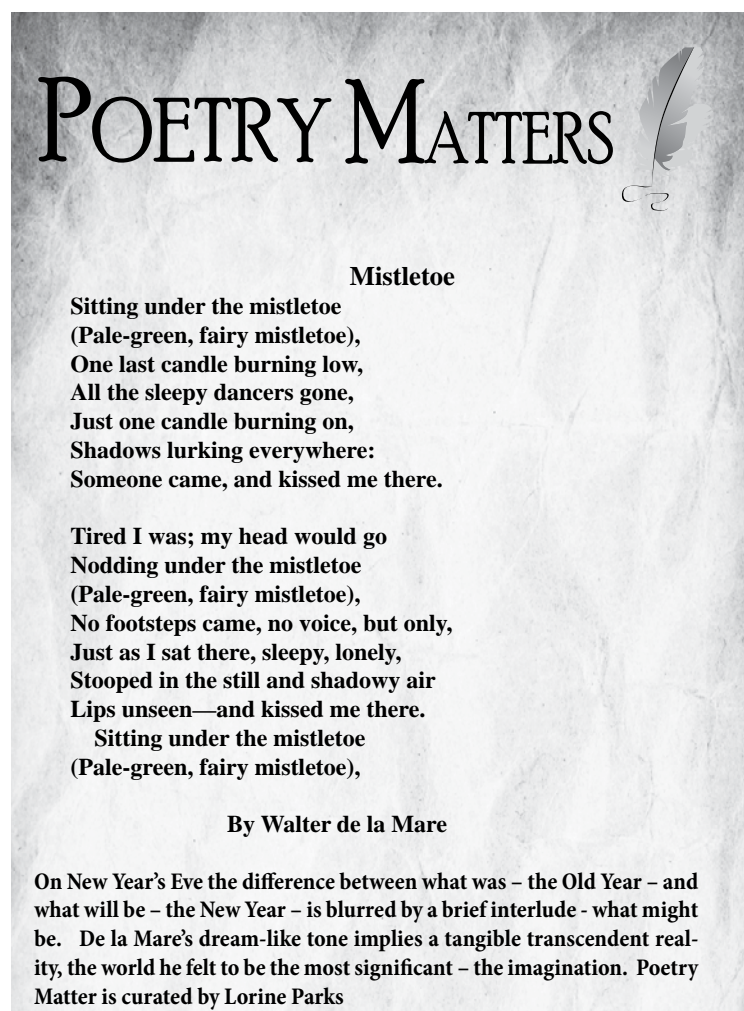 POETRY MATTERS
Mistletoe
Sitting under the mistletoe
(Pale-green, fairy mistletoe),
One last candle burning low,
All the sleepy dancers gone,
Just one candle burning on,
Shadows lurking everywhere:
Someone came, and kissed me there.
Tired I was; my head would go
Nodding under the mistletoe
(Pale-green, fairy mistletoe),
No footsteps came, no voice, but only,
Just as I sat there, sleepy, lonely,
Stooped in the still and shadowy air
Lips unseen—and kissed me there.
Sitting under the mistletoe
(Pale-green, fairy mistletoe),
By Walter de la Mare
On New Year’s Eve the difference between what was – the Old Year – and
what will be – the New Year – is blurred by a brief interlude - what might
be.   De la Mare’s dream-like tone implies a tangible transcendent real-
ity, the world he felt to be the most significant – the imagination.  Poetry
Matter is curated by Lorine Parks